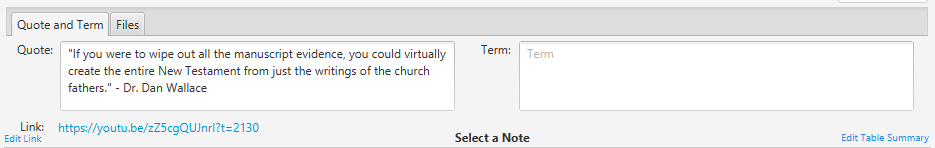 Quote and Term Files
Quote: "If you were to wipe out all the manuscript evidence, you could virtually
create the entire New Testament from just the writings of the church
fathers." - Dr. Dan Wallace
Term: Term
Link: https://youtu.be/zZ5cgQUJnrI?t=2130
Edit Link
Select a Note
Edit Table Summary